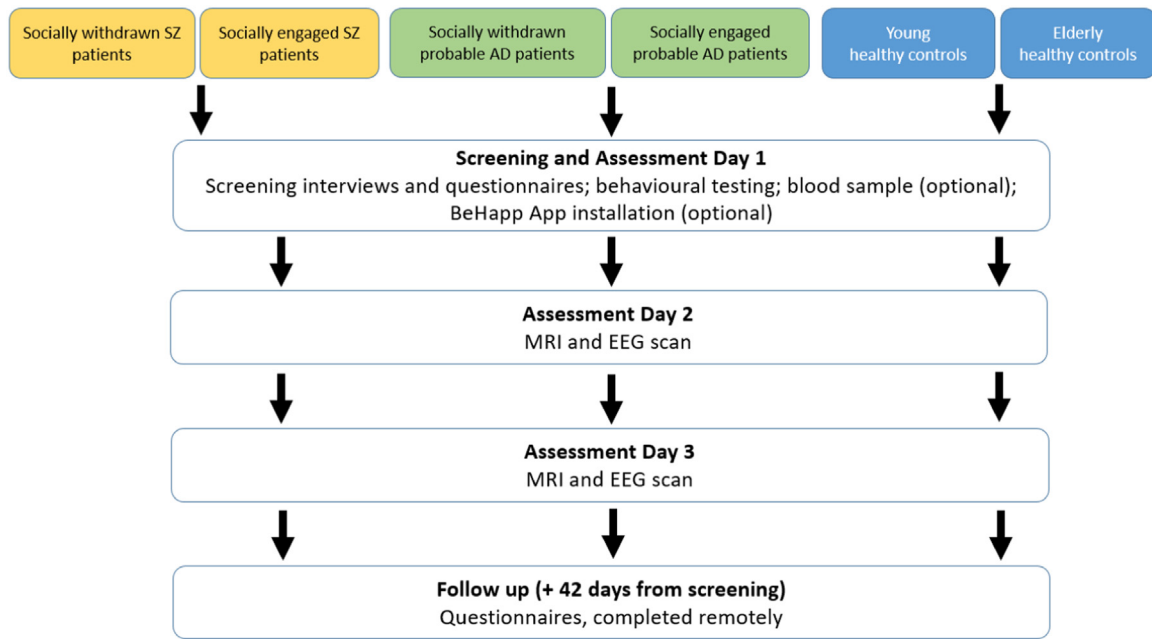 Socially withdrawn SZ
patients
Socially engaged SZ
patients
Socially withdrawn
probable AD patients
Socially engaged
probable AD patients
Young
healthy controls
Elderly
healthy controls
Screening and Assessment Day 1
Screening interviews and questionnaires; behavioural testing; blood sample (optional);
BeHapp App installation (optional)
Assessment Day 2
MRI and EEG scan
Assessment Day 3
MRI and EEG scan
Follow up (+ 42 days from screening)
Questionnaires, completed remotely